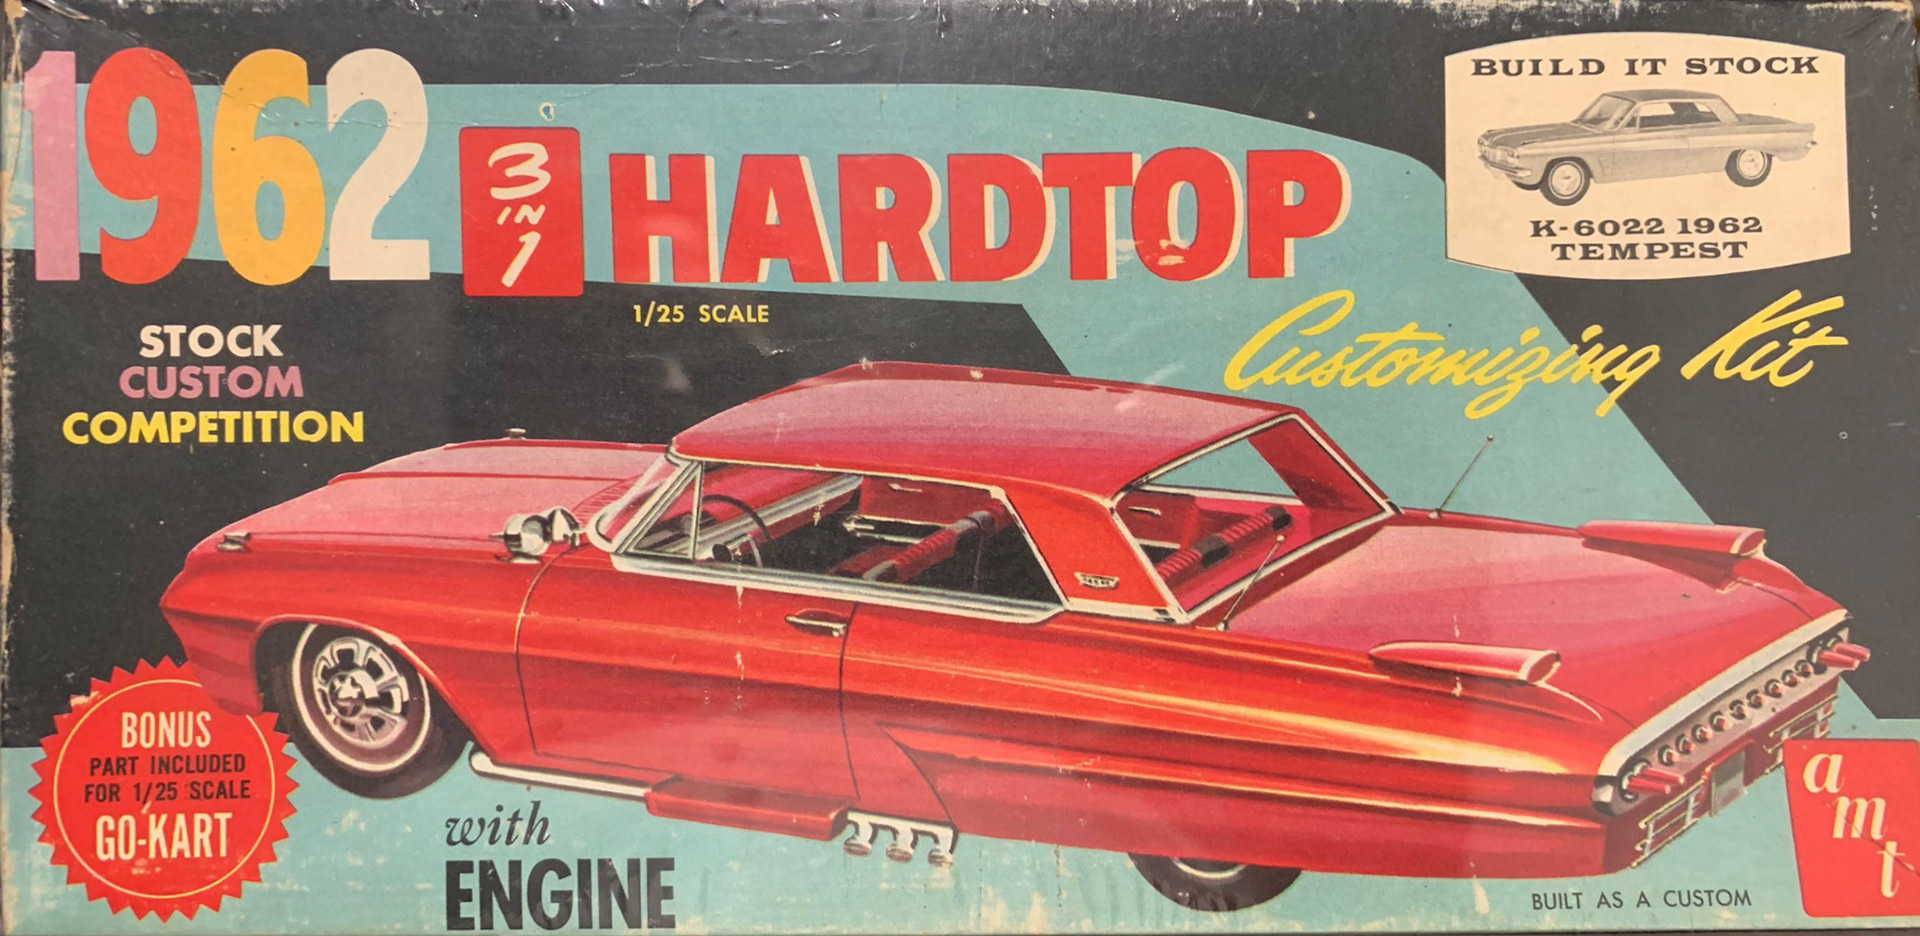 1962
3
IN
1
HARDTOP
1/25 SCALE
Customizing Kit
BUILD IT STOCK
K-6022 1962
TEMPEST
STOCK
CUSTOM
COMPETITION
BONUS
PART INCLUDED
FOR 1/25 SCALE
GO-KART
with
ENGINE
BUILT AS A CUSTOM
amt